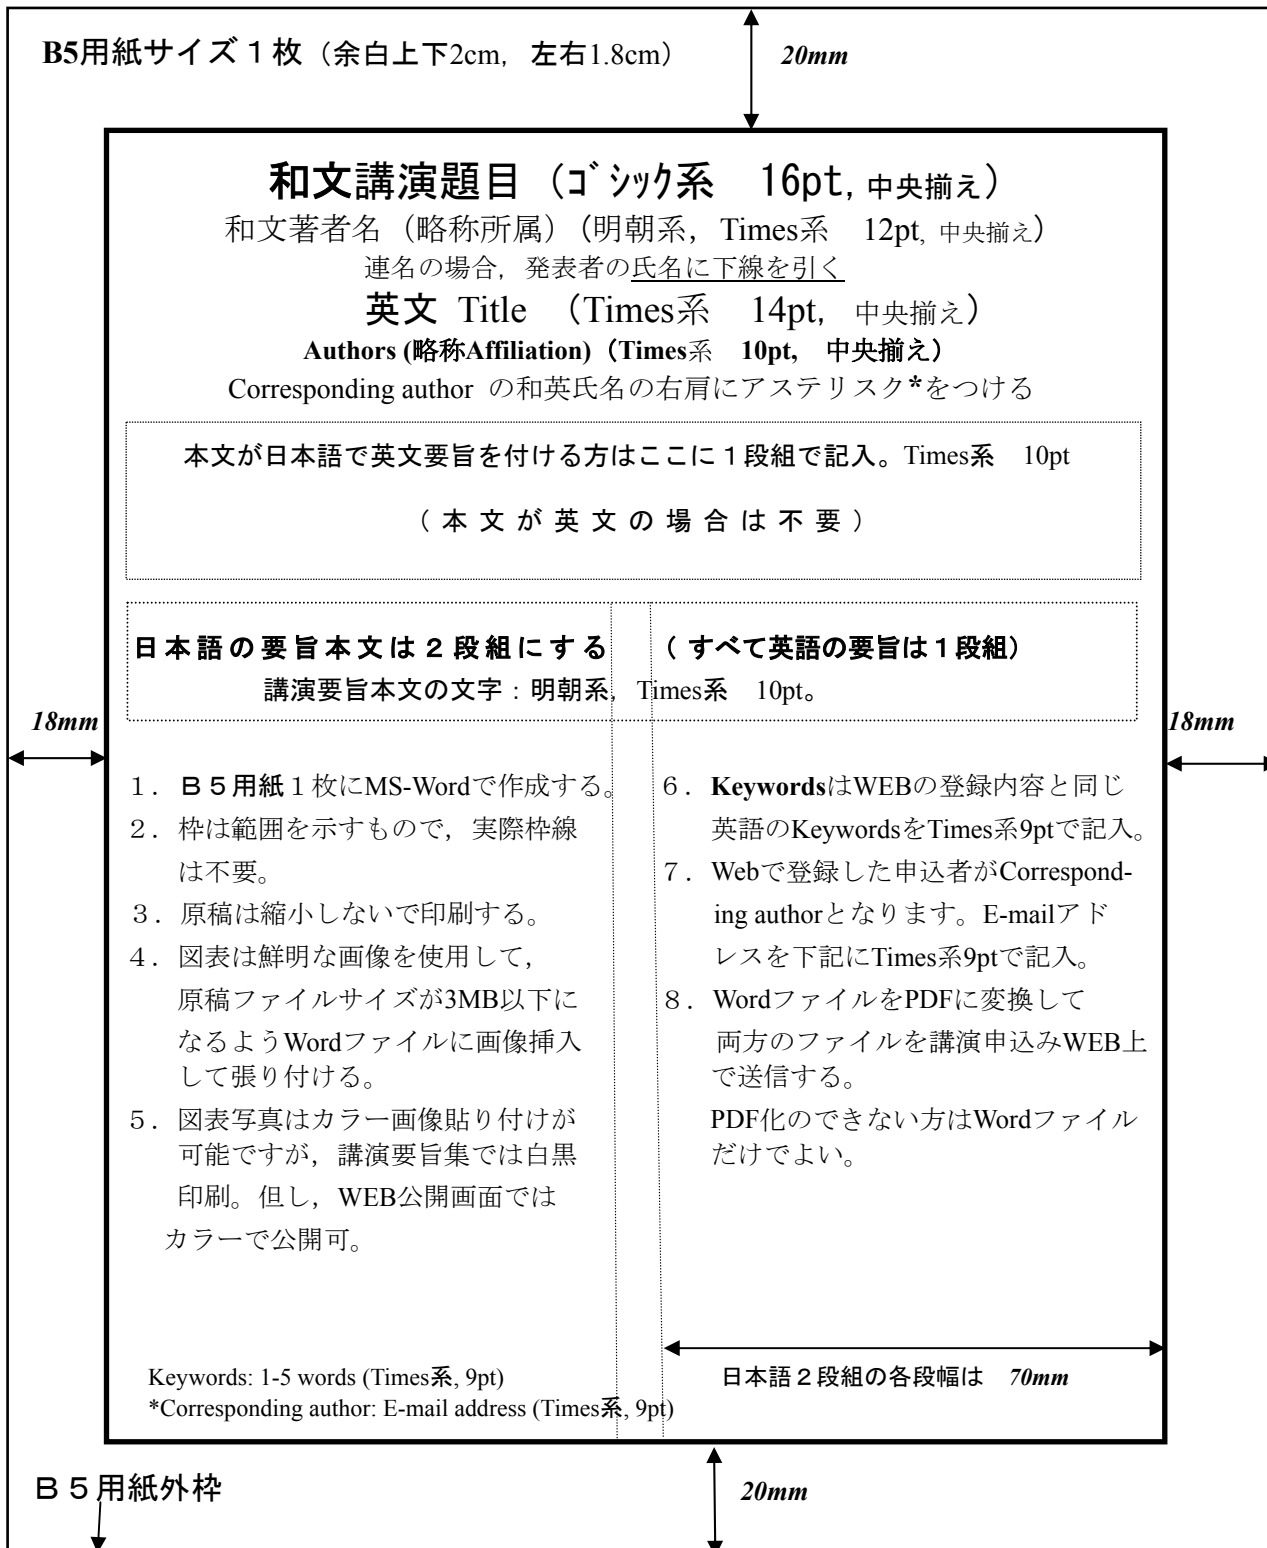 B5用紙サイズ１枚（余白上下2cm，左右1.8cm）
20mm
和文講演題目（ｺﾞｼｯｸ系　16pt，中央揃え）
和文著者名（略称所属）（明朝系，Times系　12pt，中央揃え）
連名の場合，発表者の氏名に下線を引く
英文 Title （Times系　14pt，中央揃え）
Authors (略称Affiliation)（Times系　10pt,　中央揃え）
Corresponding author の和英氏名の右肩にアステリスク*をつける
本文が日本語で英文要旨を付ける方はここに１段組で記入。Times系　10pt
（本文が英文の場合は不要）
日本語の要旨本文は２段組にする （すべて英語の要旨は１段組）
講演要旨本文の文字：明朝系，Times系　10pt。
18mm
18mm
１．Ｂ５用紙１枚にMS-Wordで作成する。
２．枠は範囲を示すもので，実際枠線
は不要。
３．原稿は縮小しないで印刷する。
４．図表は鮮明な画像を使用して，
原稿ファイルサイズが3MB以下に
なるようWordファイルに画像挿入
して張り付ける。
５．図表写真はカラー画像貼り付けが
可能ですが，講演要旨集では白黒
印刷。但し，WEB公開画面では
カラーで公開可。
６．KeywordsはWEBの登録内容と同じ
英語のKeywordsをTimes系9ptで記入。
７．Webで登録した申込者がCorrespond-
ing authorとなります。E-mailアド
レスを下記にTimes系9ptで記入。
８．WordファイルをPDFに変換して
両方のファイルを講演申込みWEB上
で送信する。
PDF化のできない方はWordファイル
だけでよい。
Keywords: 1-5 words (Times系, 9pt)
*Corresponding author: E-mail address (Times系, 9pt)
日本語２段組の各段幅は　70mm
Ｂ５用紙外枠
20mm